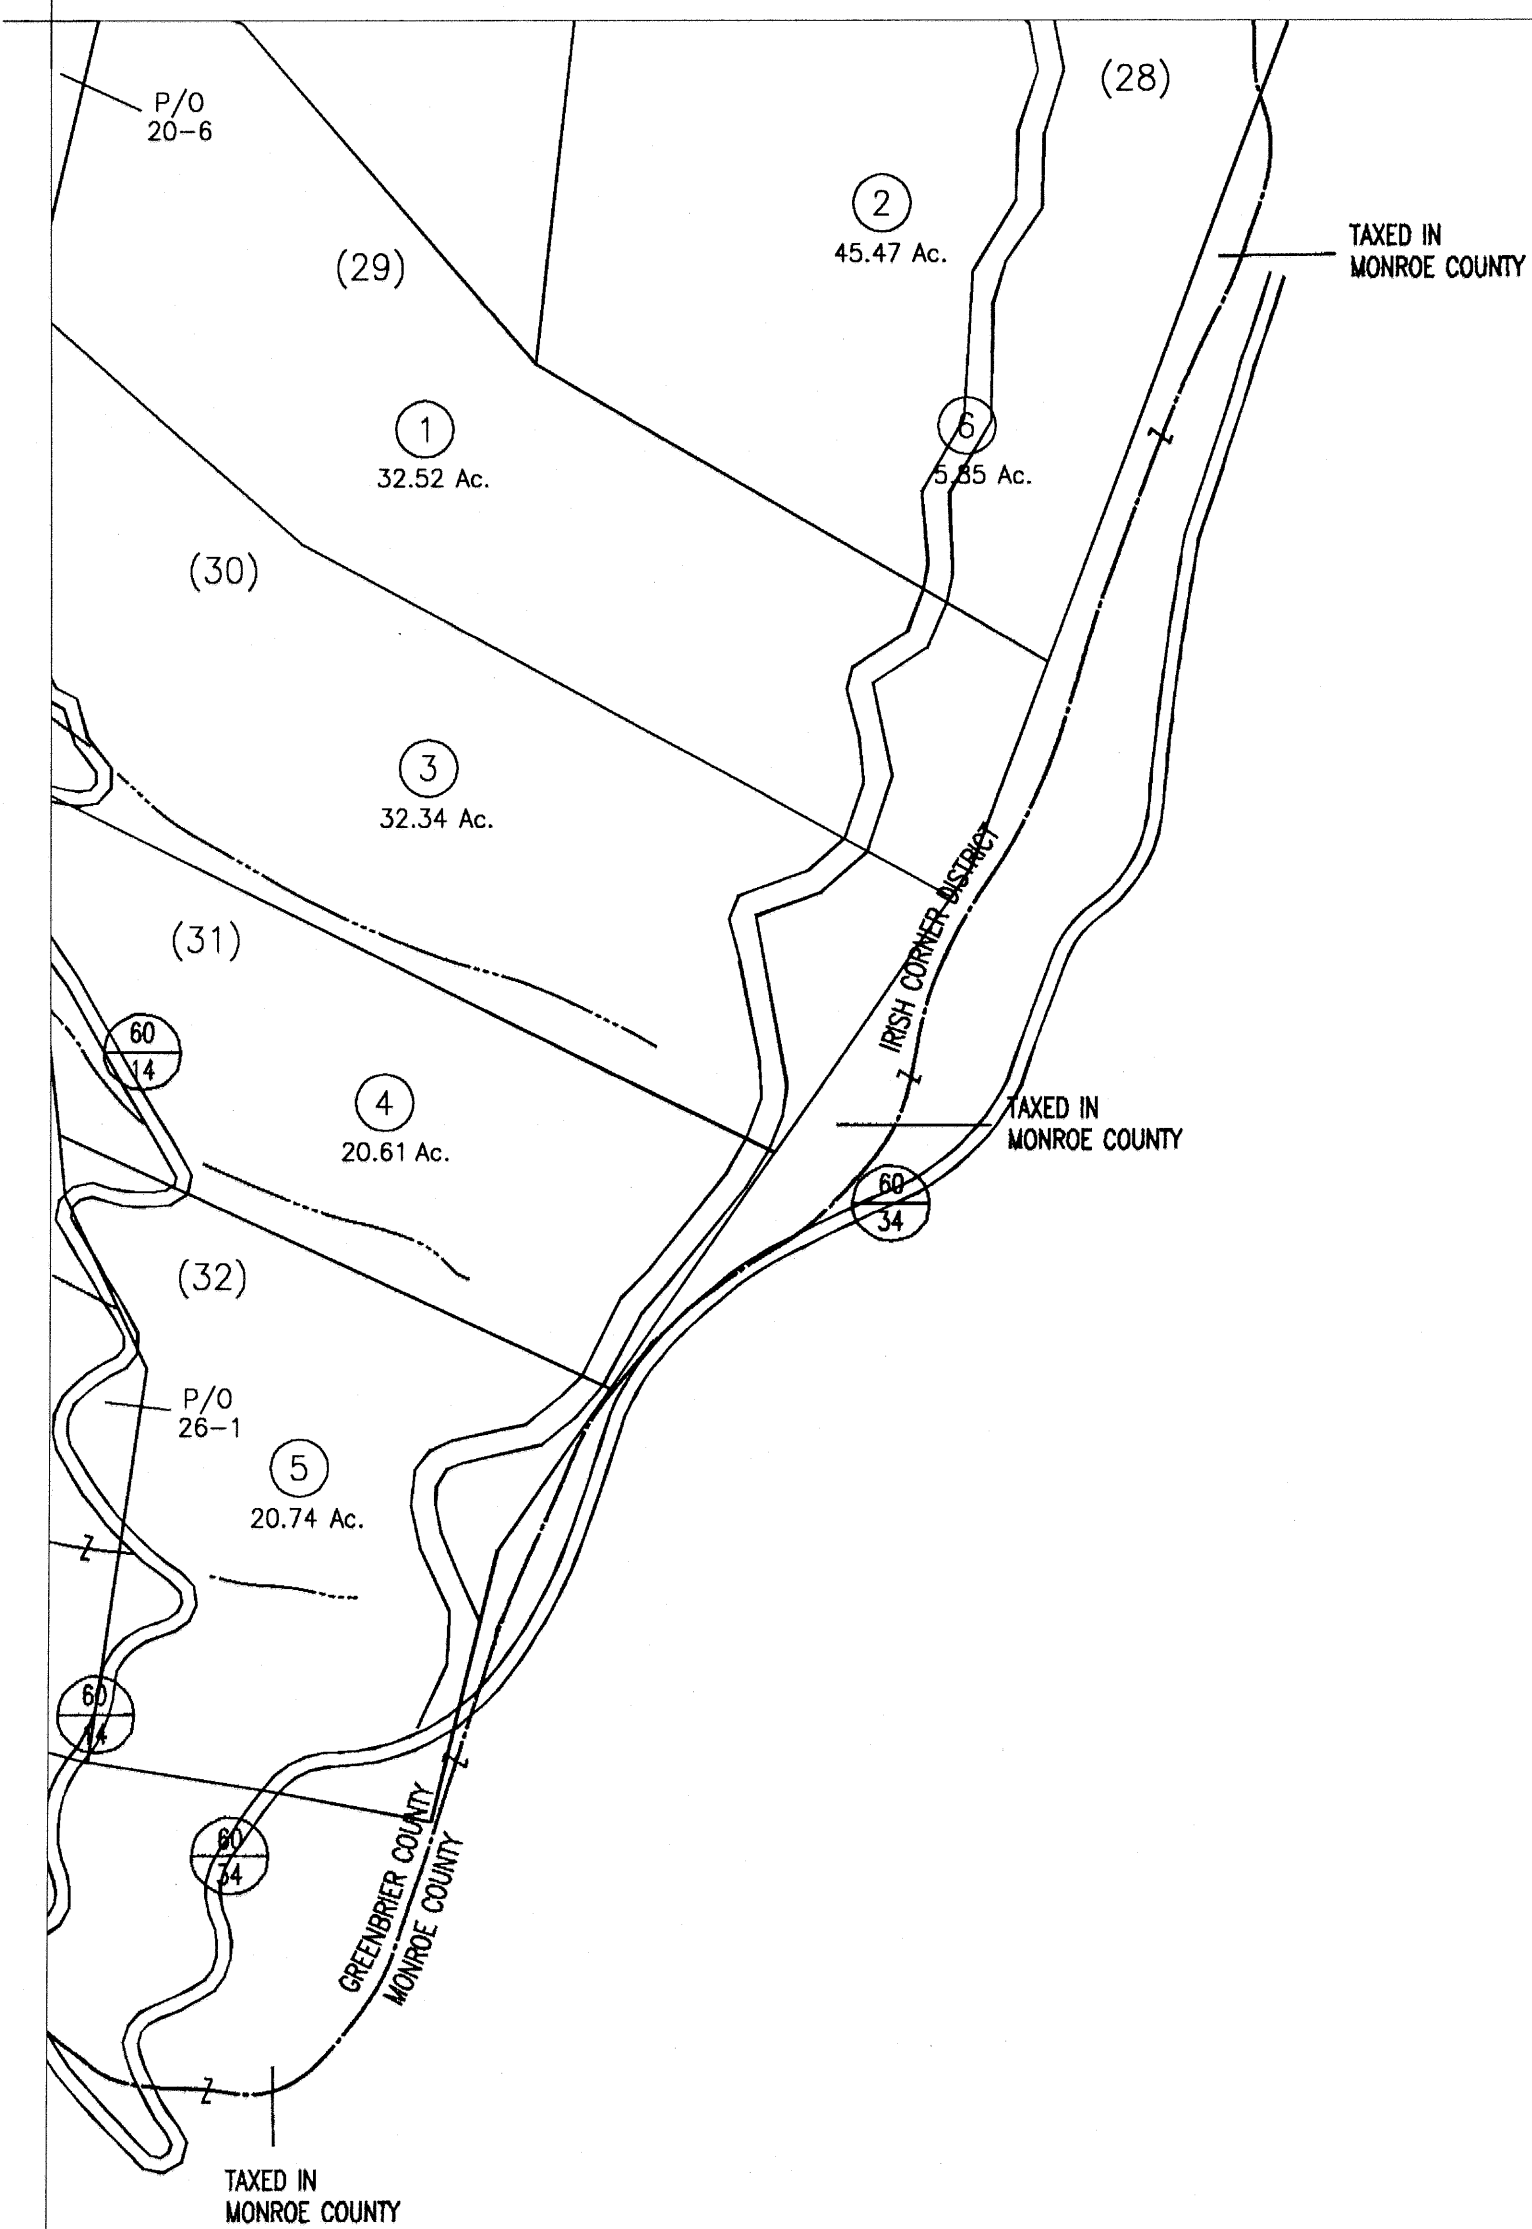 (28)
P/O
20-6
2
45.47 Ac.
TAXED IN
MONROE COUNTY
(29)
1
32.52 Ac.
6
5.85 Ac.
Z
(30)
3
32.34 Ac.
IRISH CORNER DISTRICT
(31)
60
14
Z
4
20.61 Ac.
TAXED IN
MONROE COUNTY
60
34
(32)
P/O
26-1
5
20.74 Ac.
Z
60
14
Z
60
34
GREENBRIER COUNTY
MONROE COUNTY
Z
TAXED IN
MONROE COUNTY